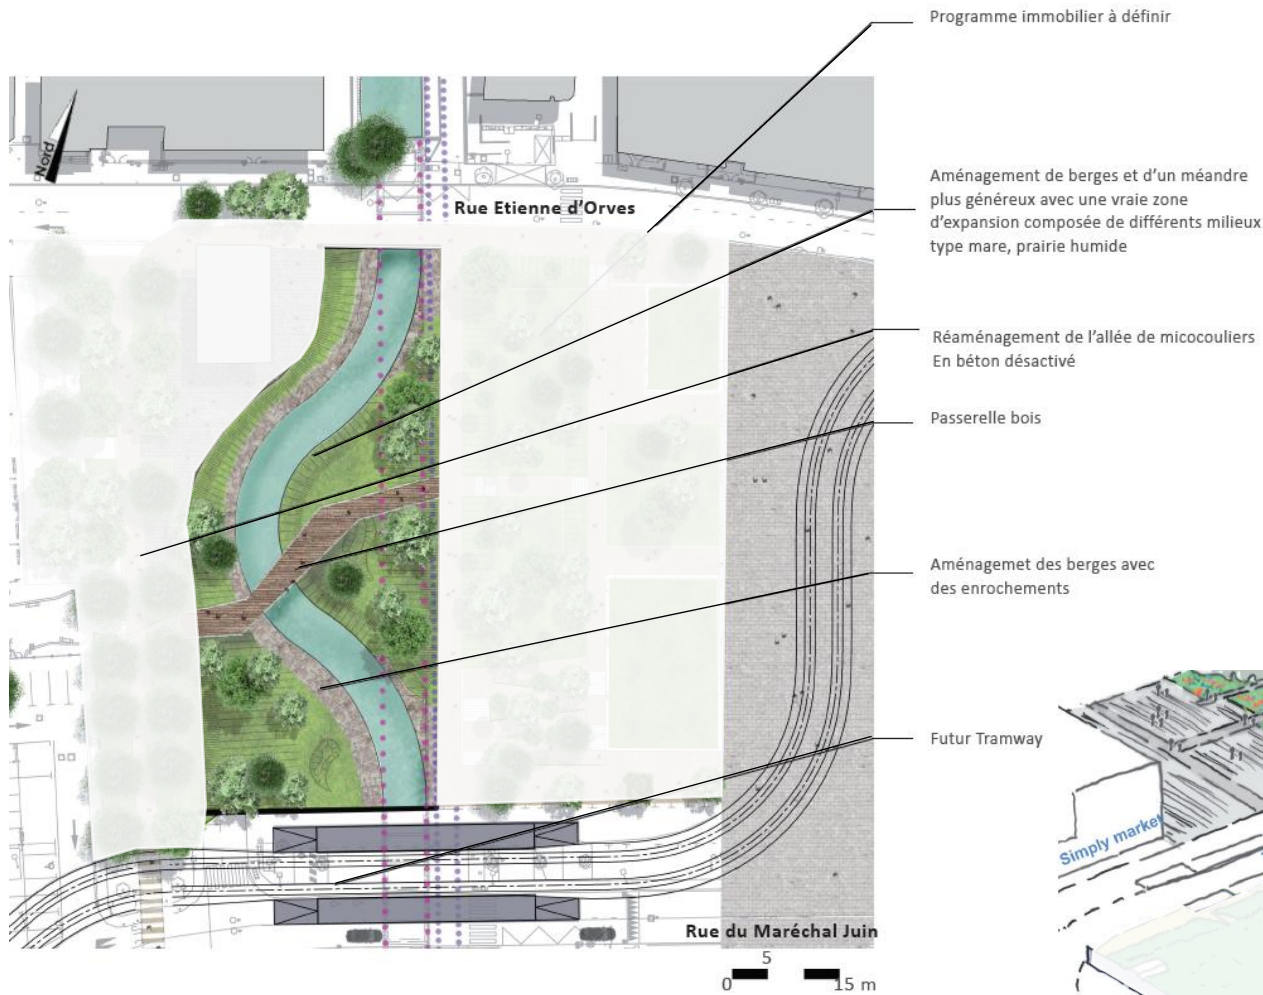 Programme immobilier à définir
Nord
Aménagement de berges et d'un méandre
plus généreux avec une vraie zone
d'expansion composée de différents milieux
type mare, prairie humide
Rue Etienne d'Orves
Réaménagement de l'allée de micocouliers
En béton désactivé
Passerelle bois
Aménagemet des berges avec
des enrochements
Futur Tramway
Simply market
Rue du Maréchal Juin
5
0 15 m